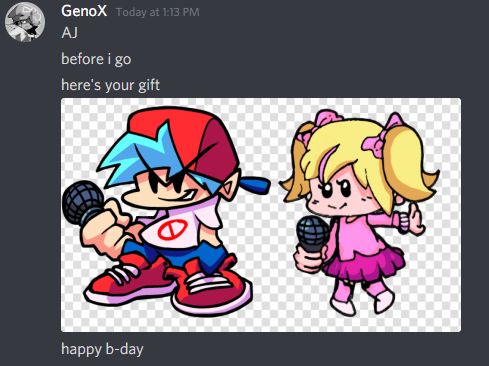 GenoX Today at 1:13 PM
AJ
before i go
here's your gift
happy b-day